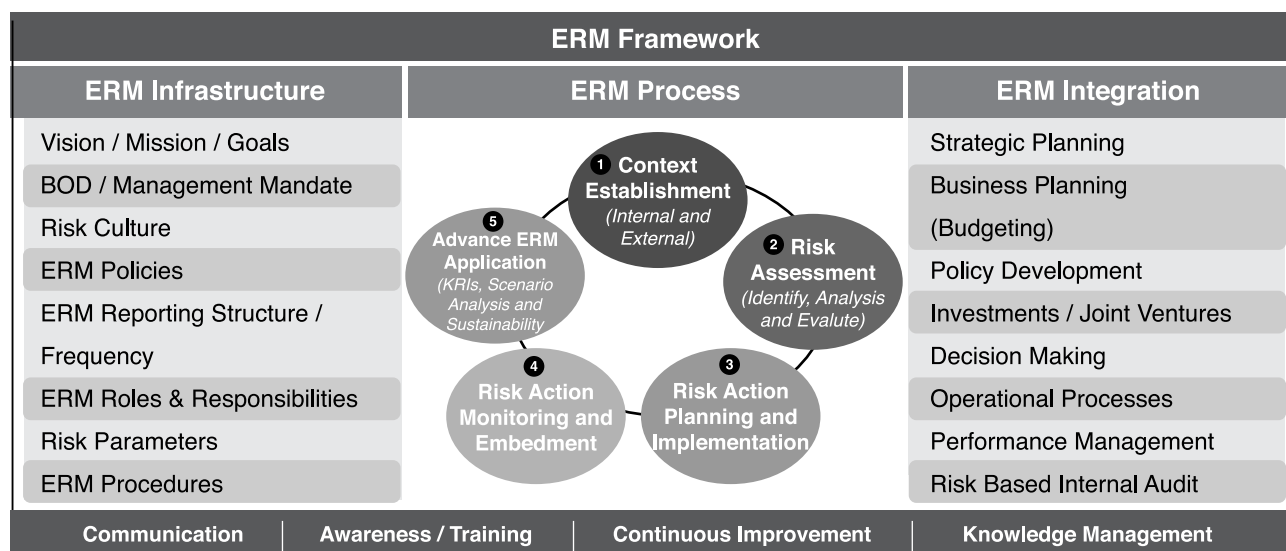 ERM Framework
ERM Infrastructure
Vision / Mission / Goals
BOD / Management Mandate
Risk Culture
ERM Policies
ERM Reporting Structure /
Frequency
ERM Roles & Responsibilities
Risk Parameters
ERM Procedures
ERM Process
1 Context
Establishment
(Internal and
External)
2 Risk
Assessment
(Identify, Analysis
and Evalute)
3
Risk Action
Planning and
Implementation
4
Risk Action
Monitoring and
Embedment
5
Advance ERM
Application
(KRIs, Scenario
Analysis and
Sustainability
ERM Integration
Strategic Planning
Business Planning
(Budgeting)
Policy Development
Investments / Joint Ventures
Decision Making
Operational Processes
Performance Management
Risk Based Internal Audit
Communication
Awareness / Training
Continuous Improvement
Knowledge Management